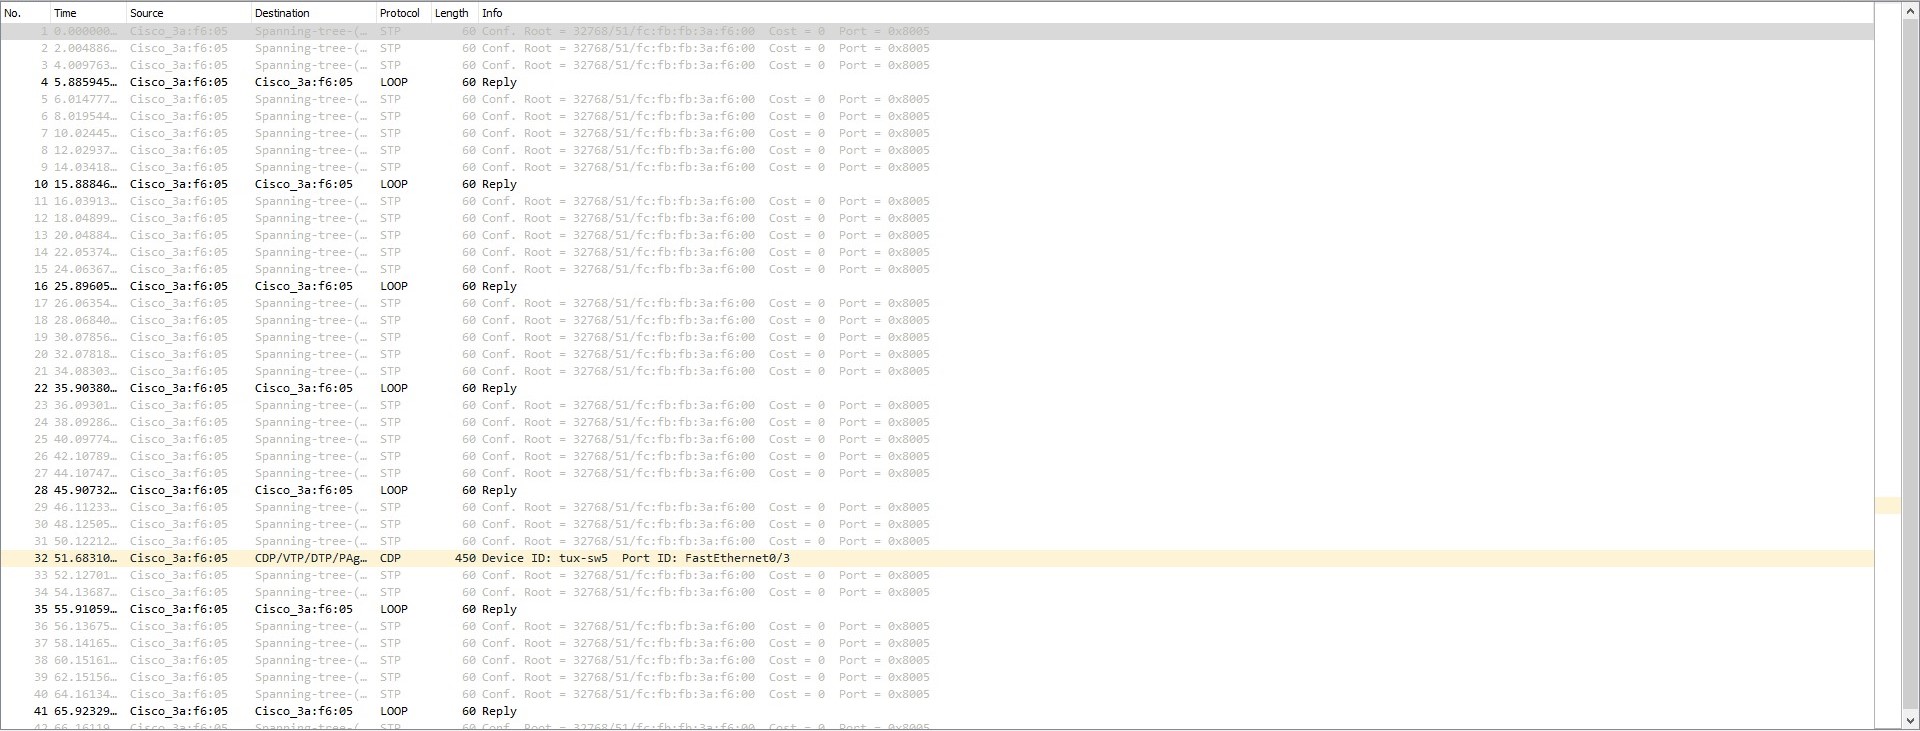 No. Time Source Destination Protocol Length Info
1 0.000000… Cisco_3a:f6:05 Spanning-tree-(… STP 60 Conf. Root = 32768/51/fc:fb:fb:3a:f6:00 Cost = 0 Port = 0x8005
2 2.004886… Cisco_3a:f6:05 Spanning-tree-(… STP 60 Conf. Root = 32768/51/fc:fb:fb:3a:f6:00 Cost = 0 Port = 0x8005
3 4.009763… Cisco_3a:f6:05 Spanning-tree-(… STP 60 Conf. Root = 32768/51/fc:fb:fb:3a:f6:00 Cost = 0 Port = 0x8005
4 5.885945… Cisco_3a:f6:05 Cisco_3a:f6:05 LOOP 60 Reply
5 6.014777… Cisco_3a:f6:05 Spanning-tree-(… STP 60 Conf. Root = 32768/51/fc:fb:fb:3a:f6:00 Cost = 0 Port = 0x8005
6 8.019544… Cisco_3a:f6:05 Spanning-tree-(… STP 60 Conf. Root = 32768/51/fc:fb:fb:3a:f6:00 Cost = 0 Port = 0x8005
7 10.02445… Cisco_3a:f6:05 Spanning-tree-(… STP 60 Conf. Root = 32768/51/fc:fb:fb:3a:f6:00 Cost = 0 Port = 0x8005
8 12.02937… Cisco_3a:f6:05 Spanning-tree-(… STP 60 Conf. Root = 32768/51/fc:fb:fb:3a:f6:00 Cost = 0 Port = 0x8005
9 14.03418… Cisco_3a:f6:05 Spanning-tree-(… STP 60 Conf. Root = 32768/51/fc:fb:fb:3a:f6:00 Cost = 0 Port = 0x8005
10 15.88846… Cisco_3a:f6:05 Cisco_3a:f6:05 LOOP 60 Reply
11 16.03913… Cisco_3a:f6:05 Spanning-tree-(… STP 60 Conf. Root = 32768/51/fc:fb:fb:3a:f6:00 Cost = 0 Port = 0x8005
12 18.04899… Cisco_3a:f6:05 Spanning-tree-(… STP 60 Conf. Root = 32768/51/fc:fb:fb:3a:f6:00 Cost = 0 Port = 0x8005
13 20.04884… Cisco_3a:f6:05 Spanning-tree-(… STP 60 Conf. Root = 32768/51/fc:fb:fb:3a:f6:00 Cost = 0 Port = 0x8005
14 22.05374… Cisco_3a:f6:05 Spanning-tree-(… STP 60 Conf. Root = 32768/51/fc:fb:fb:3a:f6:00 Cost = 0 Port = 0x8005
15 24.06367… Cisco_3a:f6:05 Spanning-tree-(… STP 60 Conf. Root = 32768/51/fc:fb:fb:3a:f6:00 Cost = 0 Port = 0x8005
16 25.89605… Cisco_3a:f6:05 Cisco_3a:f6:05 LOOP 60 Reply
17 26.06354… Cisco_3a:f6:05 Spanning-tree-(… STP 60 Conf. Root = 32768/51/fc:fb:fb:3a:f6:00 Cost = 0 Port = 0x8005
18 28.06840… Cisco_3a:f6:05 Spanning-tree-(… STP 60 Conf. Root = 32768/51/fc:fb:fb:3a:f6:00 Cost = 0 Port = 0x8005
19 30.07856… Cisco_3a:f6:05 Spanning-tree-(… STP 60 Conf. Root = 32768/51/fc:fb:fb:3a:f6:00 Cost = 0 Port = 0x8005
20 32.07818… Cisco_3a:f6:05 Spanning-tree-(… STP 60 Conf. Root = 32768/51/fc:fb:fb:3a:f6:00 Cost = 0 Port = 0x8005
21 34.08303… Cisco_3a:f6:05 Spanning-tree-(… STP 60 Conf. Root = 32768/51/fc:fb:fb:3a:f6:00 Cost = 0 Port = 0x8005
22 35.90380… Cisco_3a:f6:05 Cisco_3a:f6:05 LOOP 60 Reply
23 36.09301… Cisco_3a:f6:05 Spanning-tree-(… STP 60 Conf. Root = 32768/51/fc:fb:fb:3a:f6:00 Cost = 0 Port = 0x8005
24 38.09286… Cisco_3a:f6:05 Spanning-tree-(… STP 60 Conf. Root = 32768/51/fc:fb:fb:3a:f6:00 Cost = 0 Port = 0x8005
25 40.09774… Cisco_3a:f6:05 Spanning-tree-(… STP 60 Conf. Root = 32768/51/fc:fb:fb:3a:f6:00 Cost = 0 Port = 0x8005
26 42.10789… Cisco_3a:f6:05 Spanning-tree-(… STP 60 Conf. Root = 32768/51/fc:fb:fb:3a:f6:00 Cost = 0 Port = 0x8005
27 44.10747… Cisco_3a:f6:05 Spanning-tree-(… STP 60 Conf. Root = 32768/51/fc:fb:fb:3a:f6:00 Cost = 0 Port = 0x8005
28 45.90732… Cisco_3a:f6:05 Cisco_3a:f6:05 LOOP 60 Reply
29 46.11233… Cisco_3a:f6:05 Spanning-tree-(… STP 60 Conf. Root = 32768/51/fc:fb:fb:3a:f6:00 Cost = 0 Port = 0x8005
30 48.12505… Cisco_3a:f6:05 Spanning-tree-(… STP 60 Conf. Root = 32768/51/fc:fb:fb:3a:f6:00 Cost = 0 Port = 0x8005
31 50.12212… Cisco_3a:f6:05 Spanning-tree-(… STP 60 Conf. Root = 32768/51/fc:fb:fb:3a:f6:00 Cost = 0 Port = 0x8005
32 51.68310… Cisco_3a:f6:05 CDP/VTP/DTP/PAg… CDP 450 Device ID: tux-sw5 Port ID: FastEthernet0/3
33 52.12701… Cisco_3a:f6:05 Spanning-tree-(… STP 60 Conf. Root = 32768/51/fc:fb:fb:3a:f6:00 Cost = 0 Port = 0x8005
34 54.13687… Cisco_3a:f6:05 Spanning-tree-(… STP 60 Conf. Root = 32768/51/fc:fb:fb:3a:f6:00 Cost = 0 Port = 0x8005
35 55.91059… Cisco_3a:f6:05 Cisco_3a:f6:05 LOOP 60 Reply
36 56.13675… Cisco_3a:f6:05 Spanning-tree-(… STP 60 Conf. Root = 32768/51/fc:fb:fb:3a:f6:00 Cost = 0 Port = 0x8005
37 58.14165… Cisco_3a:f6:05 Spanning-tree-(… STP 60 Conf. Root = 32768/51/fc:fb:fb:3a:f6:00 Cost = 0 Port = 0x8005
38 60.15161… Cisco_3a:f6:05 Spanning-tree-(… STP 60 Conf. Root = 32768/51/fc:fb:fb:3a:f6:00 Cost = 0 Port = 0x8005
39 62.15156… Cisco_3a:f6:05 Spanning-tree-(… STP 60 Conf. Root = 32768/51/fc:fb:fb:3a:f6:00 Cost = 0 Port = 0x8005
40 64.16134… Cisco_3a:f6:05 Spanning-tree-(… STP 60 Conf. Root = 32768/51/fc:fb:fb:3a:f6:00 Cost = 0 Port = 0x8005
41 65.92329… Cisco_3a:f6:05 Cisco_3a:f6:05 LOOP 60 Reply